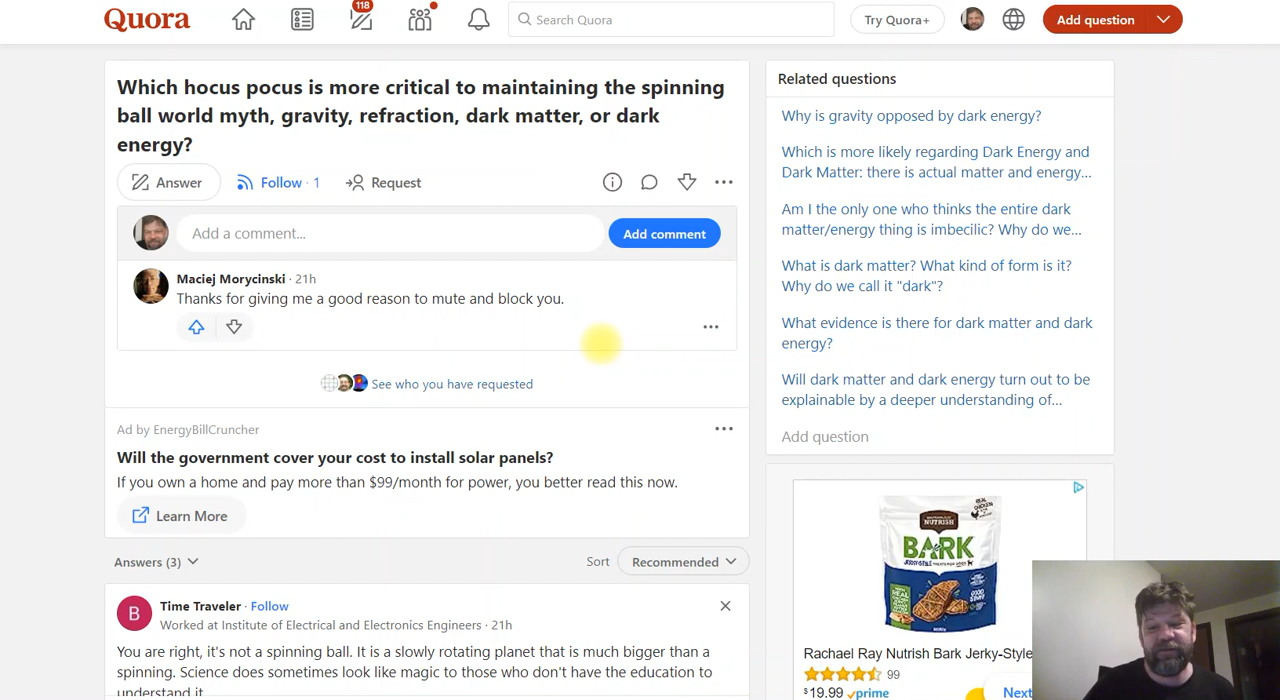 Quora
118
Search Quora
Try Quora+
Add question
Which hocus pocus is more critical to maintaining the spinning
ball world myth, gravity, refraction, dark matter, or dark
energy?
Answer
Follow · 1
Request
Add a comment...
Add comment
Maciej Morycinski · 21h
Thanks for giving me a good reason to mute and block you.
See who you have requested
Ad by EnergyBillCruncher
Will the government cover your cost to install solar panels?
If you own a home and pay more than $99/month for power, you better read this now.
Learn More
Answers (3)
Sort
Recommended
B
Time Traveler · Follow
Worked at Institute of Electrical and Electronics Engineers · 21h
You are right, it's not a spinning ball. It is a slowly rotating planet that is much bigger than a
spinning. Science does sometimes look like magic to those who don't have the education to
understand it
Related questions
Why is gravity opposed by dark energy?
Which is more likely regarding Dark Energy and
Dark Matter: there is actual matter and energy...
Am I the only one who thinks the entire dark
matter/energy thing is imbecilic? Why do we...
What is dark matter? What kind of form is it?
Why do we call it "dark"?
What evidence is there for dark matter and dark
energy?
Will dark matter and dark energy turn out to be
explainable by a deeper understanding of...
Add question
NUTRISH
BARK
Rachael Ray Nutrish Bark Jerky-Style
99
$19.99 prime
Next